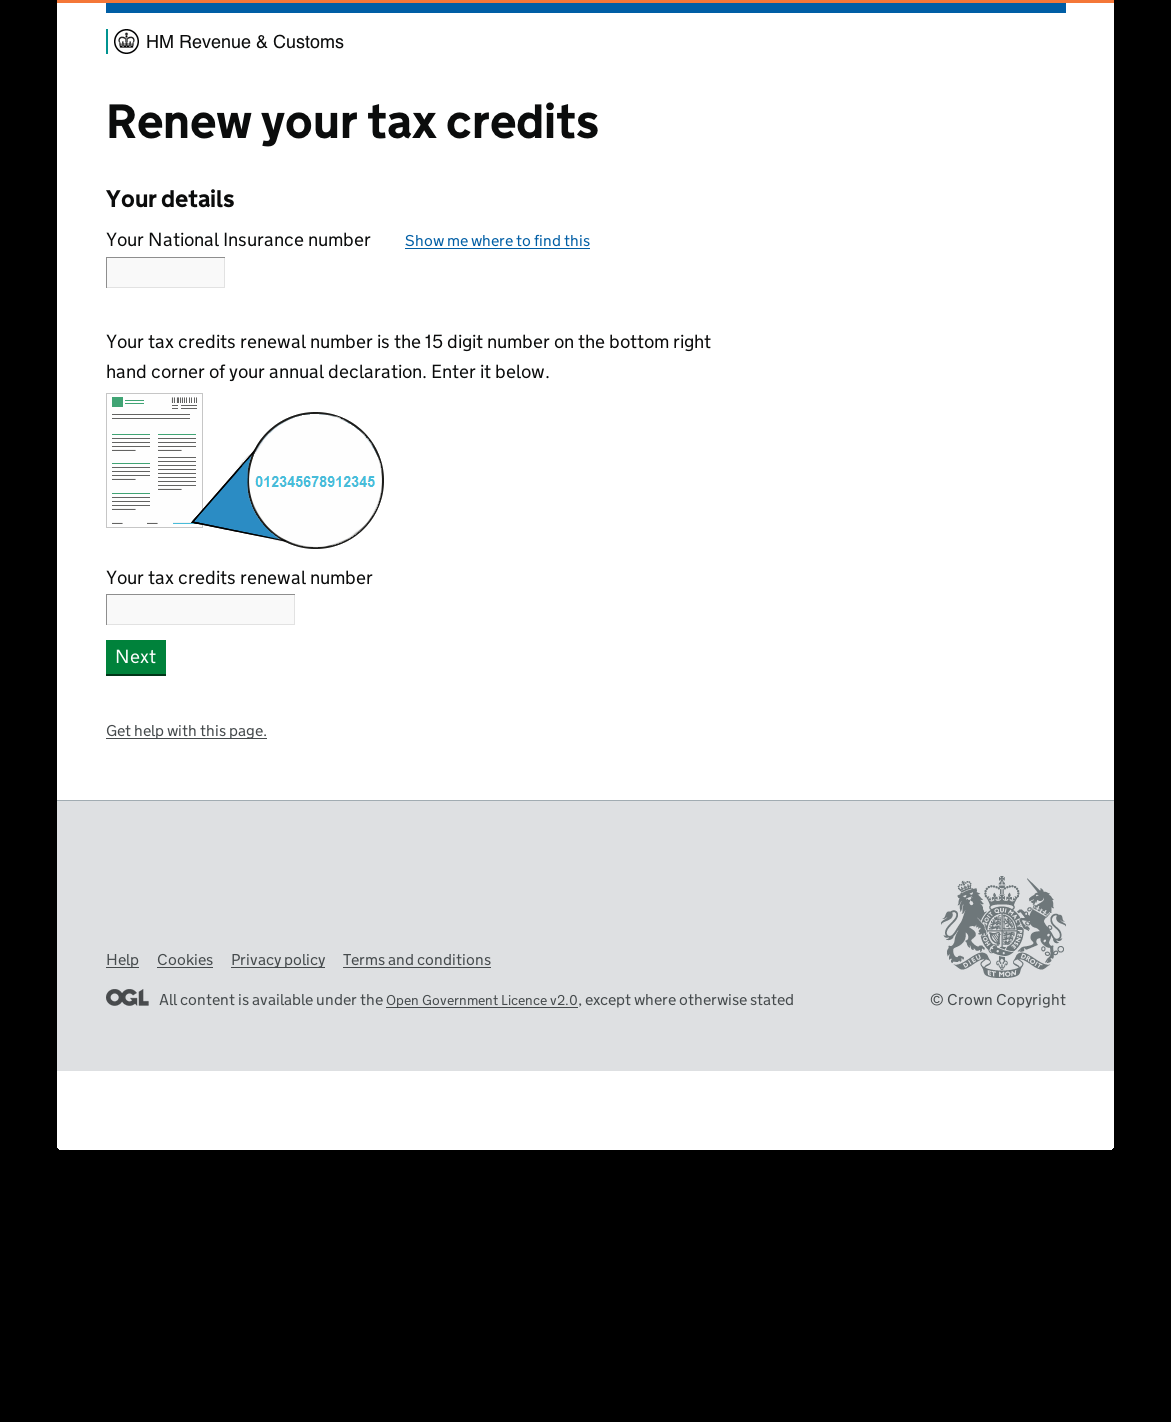 HM Revenue & Customs
Renew your tax credits
Your details
Your National Insurance number
Show me where to find this
Your tax credits renewal number is the 15 digit number on the bottom right
hand corner of your annual declaration. Enter it below.
012345678912345
Your tax credits renewal number
Next
Get help with this page.
Help
Cookies
Privacy policy
Terms and conditions
OGL
All content is available under the Open Government Licence v2.0, except where otherwise stated
© Crown Copyright
DIEU ET MON DROIT